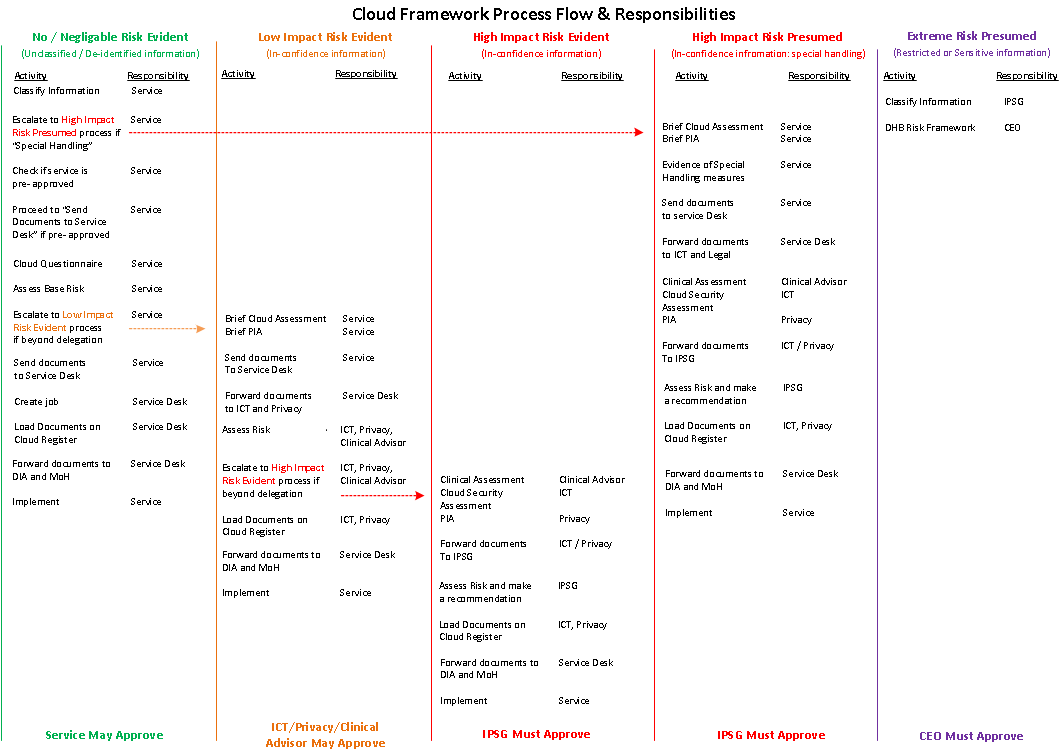 Cloud Framework Process Flow & Responsibilities
No / Negligable Risk Evident
(Unclassified / De-identified information)
Activity Responsibility
Classify Information Service
Escalate to High Impact Service
Risk Presumed process if
“Special Handling”
Check if service is Service
pre-approved
Proceed to “Send Service
Documents to Service
Desk” if pre-approved
Cloud Questionnaire Service
Assess Base Risk Service
Escalate to Low Impact Service
Risk Evident process
if beyond delegation
Send documents Service
to Service Desk
Create job Service Desk
Load Documents on Service Desk
Cloud Register
Forward documents to Service Desk
DIA and MoH
Implement Service
Service May Approve
Low Impact Risk Evident
(In-confidence information)
Activity Responsibility
Brief Cloud Assessment Service
Brief PIA Service
Send documents Service
To Service Desk
Forward documents Service Desk
to ICT and Privacy
Assess Risk ICT, Privacy,
Clinical Advisor
Escalate to High Impact ICT, Privacy,
Risk Evident process if Clinical Advisor
beyond delegation
Load Documents on ICT, Privacy
Cloud Register
Forward documents to Service Desk
DIA and MoH
Implement Service
ICT/Privacy/Clinical
Advisor May Approve
High Impact Risk Evident
(In-confidence information)
Activity Responsibility
Clinical Assessment Clinical Advisor
Cloud Security ICT
Assessment
PIA Privacy
Forward documents ICT / Privacy
To IPSG
Assess Risk and make IPSG
a recommendation
Load Documents on ICT, Privacy
Cloud Register
Forward documents to Service Desk
DIA and MoH
Implement Service
IPSG Must Approve
High Impact Risk Presumed
(In-confidence infromation: special handling)
Activity Responsibility
Brief Cloud Assessment Service
Brief PIA Service
Evidence of Special Service
Handling measures
Send documents Service
to service Desk
Forward documents Service Desk
to ICT and Legal
Clinical Assessment Clinical Advisor
Cloud Security ICT
Assessment
PIA Privacy
Forward documents ICT / Privacy
To IPSG
Assess Risk and make IPSG
a recommendation
Load Documents on ICT, Privacy
Cloud Register
Forward documents to Service Desk
DIA and MoH
Implement Service
IPSG Must Approve
Extreme Risk Presumed
(Restricted or Sensitive information)
Activity Responsibility
Classify Information IPSG
DHB Risk Framework CEO
CEO Must Approve